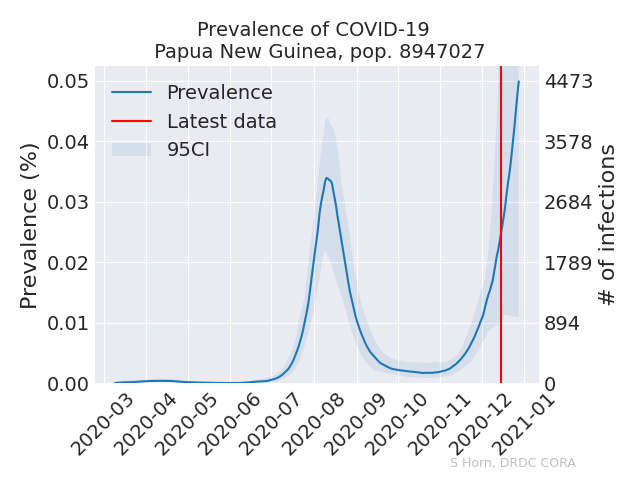 Prevalence of COVID-19
Papua New Guinea, pop. 8947027
Prevalence
Latest data
95CI
Prevalence (%)
0.05
0.04
0.03
0.02
0.01
0.00
4473
3578
2684
1789
894
0
# of infections
2020-03
2020-04
2020-05
2020-06
2020-07
2020-08
2020-09
2020-10
2020-11
2020-12
2021-01
S Horn, DRDC CORA